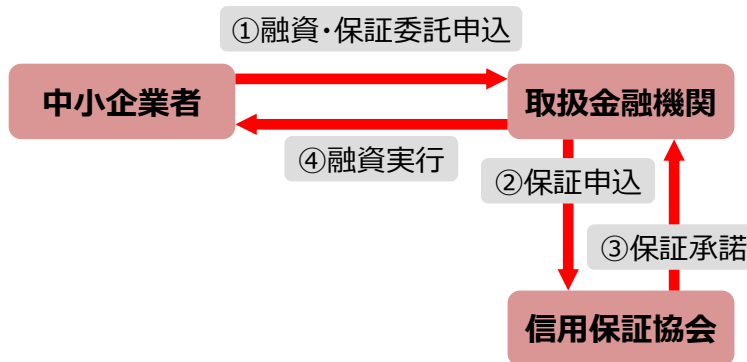 ①融資・保証委託申込
中小企業者
取扱金融機関
④融資実行
②保証申込
③保証承諾
信用保証協会